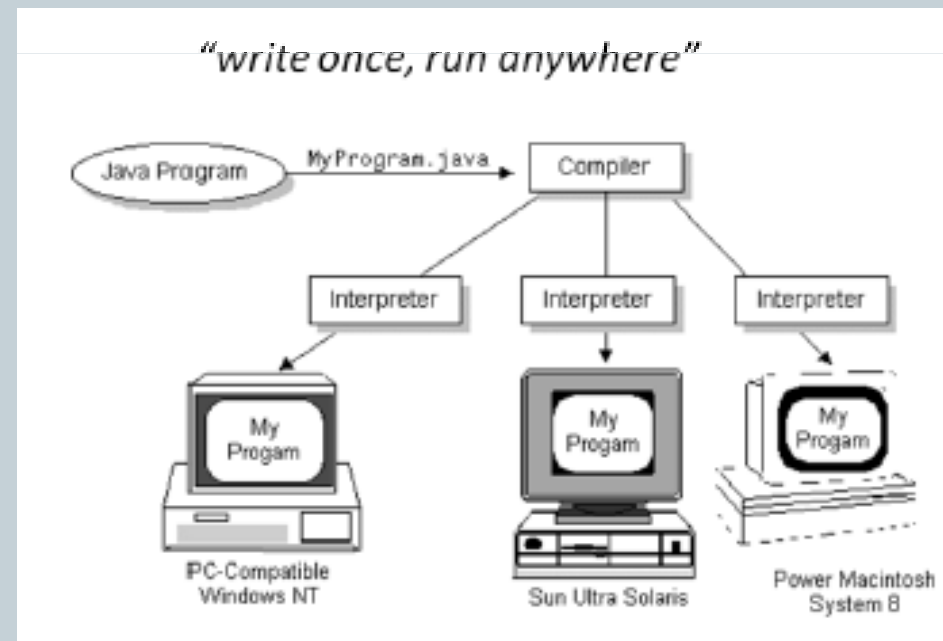 “write once, run anywhere”
Java Program
MyProgram.java
Compiler
Interpreter
Interpreter
Interpreter
My
Progam
My
Progam
My
Progam
PC-Compatible
Windows NT
Sun Ultra Solaris
Power Macintosh
System 8